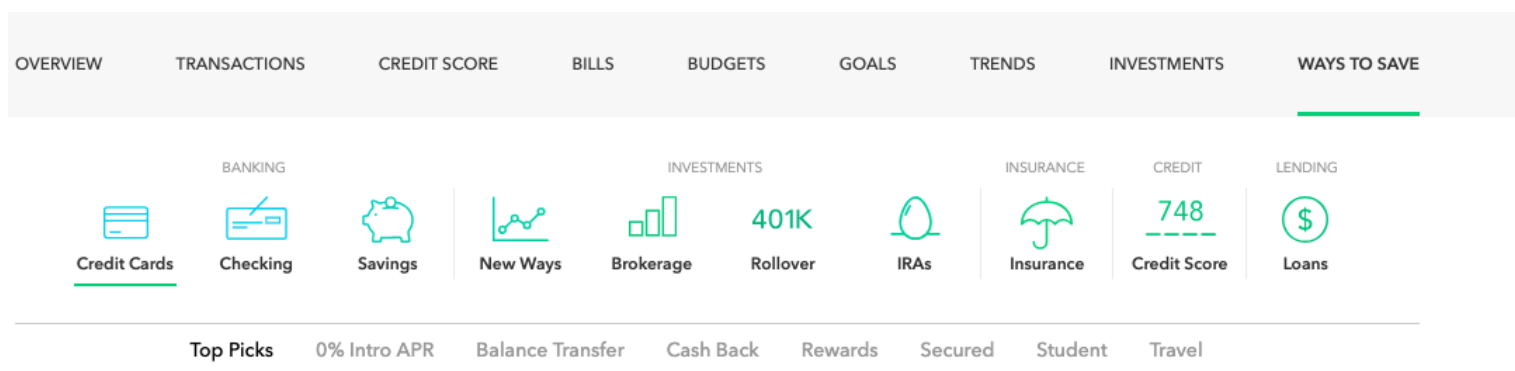 OVERVIEW TRANSACTIONS CREDIT SCORE BILLS BUDGETS GOALS TRENDS INVESTMENTS WAYS TO SAVE
BANKING INVESTMENTS INSURANCE CREDIT LENDING
401K 748 $
Credit Cards Checking Savings New Ways Brokerage Rollover IRAs Insurance Credit Score Loans
Top Picks 0% Intro APR Balance Transfer Cash Back Rewards Secured Student Travel